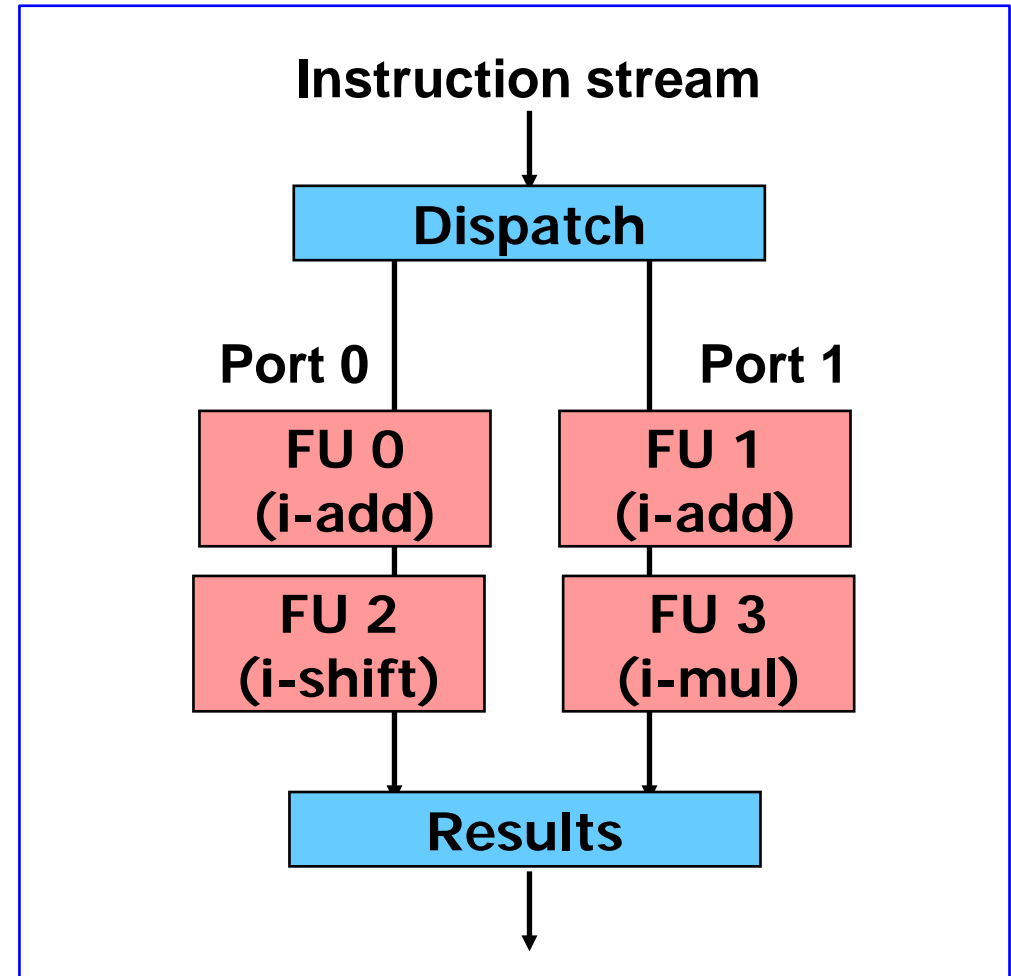 Instruction stream
Dispatch
Port 0
Port 1
FU 0
(i-add)
FU 1
(i-add)
FU 2
(i-shift)
FU 3
(i-mul)
Results